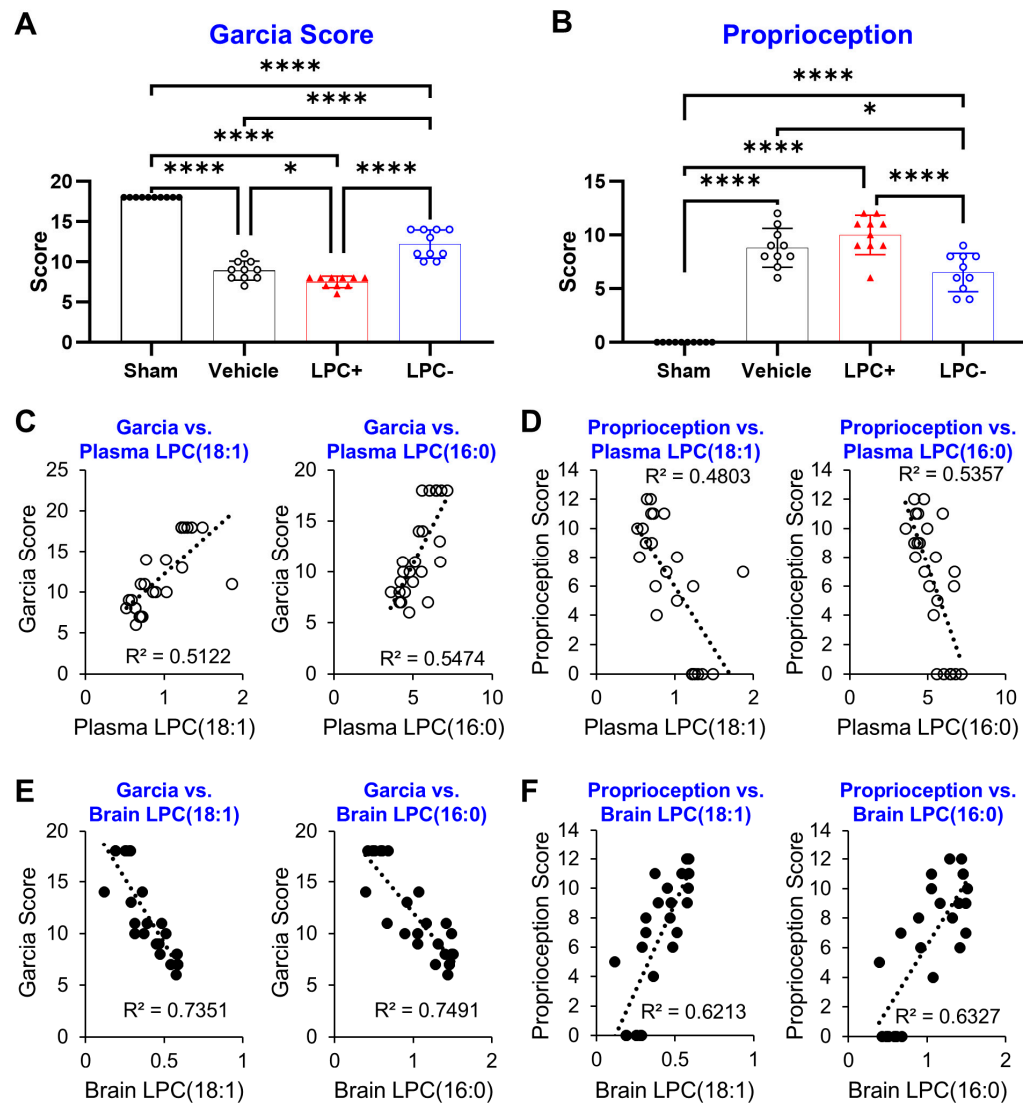 A
Garcia Score
****
****
****
****
*
****
20
15
10
5
0
Score
Sham
Vehicle
LPC+
LPC-
B
Proprioception
****
*
****
****
****
15
10
5
0
Score
Sham
Vehicle
LPC+
LPC-
C
Garcia vs.
Plasma LPC(18:1)
25
20
15
10
5
0
Garcia Score
R² = 0.5122
0
1
2
Plasma LPC(18:1)
Garcia vs.
Plasma LPC(16:0)
20
15
10
5
0
Garcia Score
R² = 0.5474
0
5
10
Plasma LPC(16:0)
D
Proprioception vs.
Plasma LPC(18:1)
14
12
10
8
6
4
2
0
Proprioception Score
R² = 0.4803
0
1
2
Plasma LPC(18:1)
Proprioception vs.
Plasma LPC(16:0)
14
12
10
8
6
4
2
0
Proprioception Score
R² = 0.5357
0
5
10
Plasma LPC(16:0)
E
Garcia vs.
Brain LPC(18:1)
20
15
10
5
0
Garcia Score
R² = 0.7351
0
0.5
1
Brain LPC(18:1)
Garcia vs.
Brain LPC(16:0)
20
15
10
5
0
Garcia Score
R² = 0.7491
0
1
2
Brain LPC(16:0)
F
Proprioception vs.
Brain LPC(18:1)
14
12
10
8
6
4
2
0
Proprioception Score
R² = 0.6213
0
0.5
1
Brain LPC(18:1)
Proprioception vs.
Brain LPC(16:0)
14
12
10
8
6
4
2
0
Proprioception Score
R² = 0.6327
0
1
2
Brain LPC(16:0)